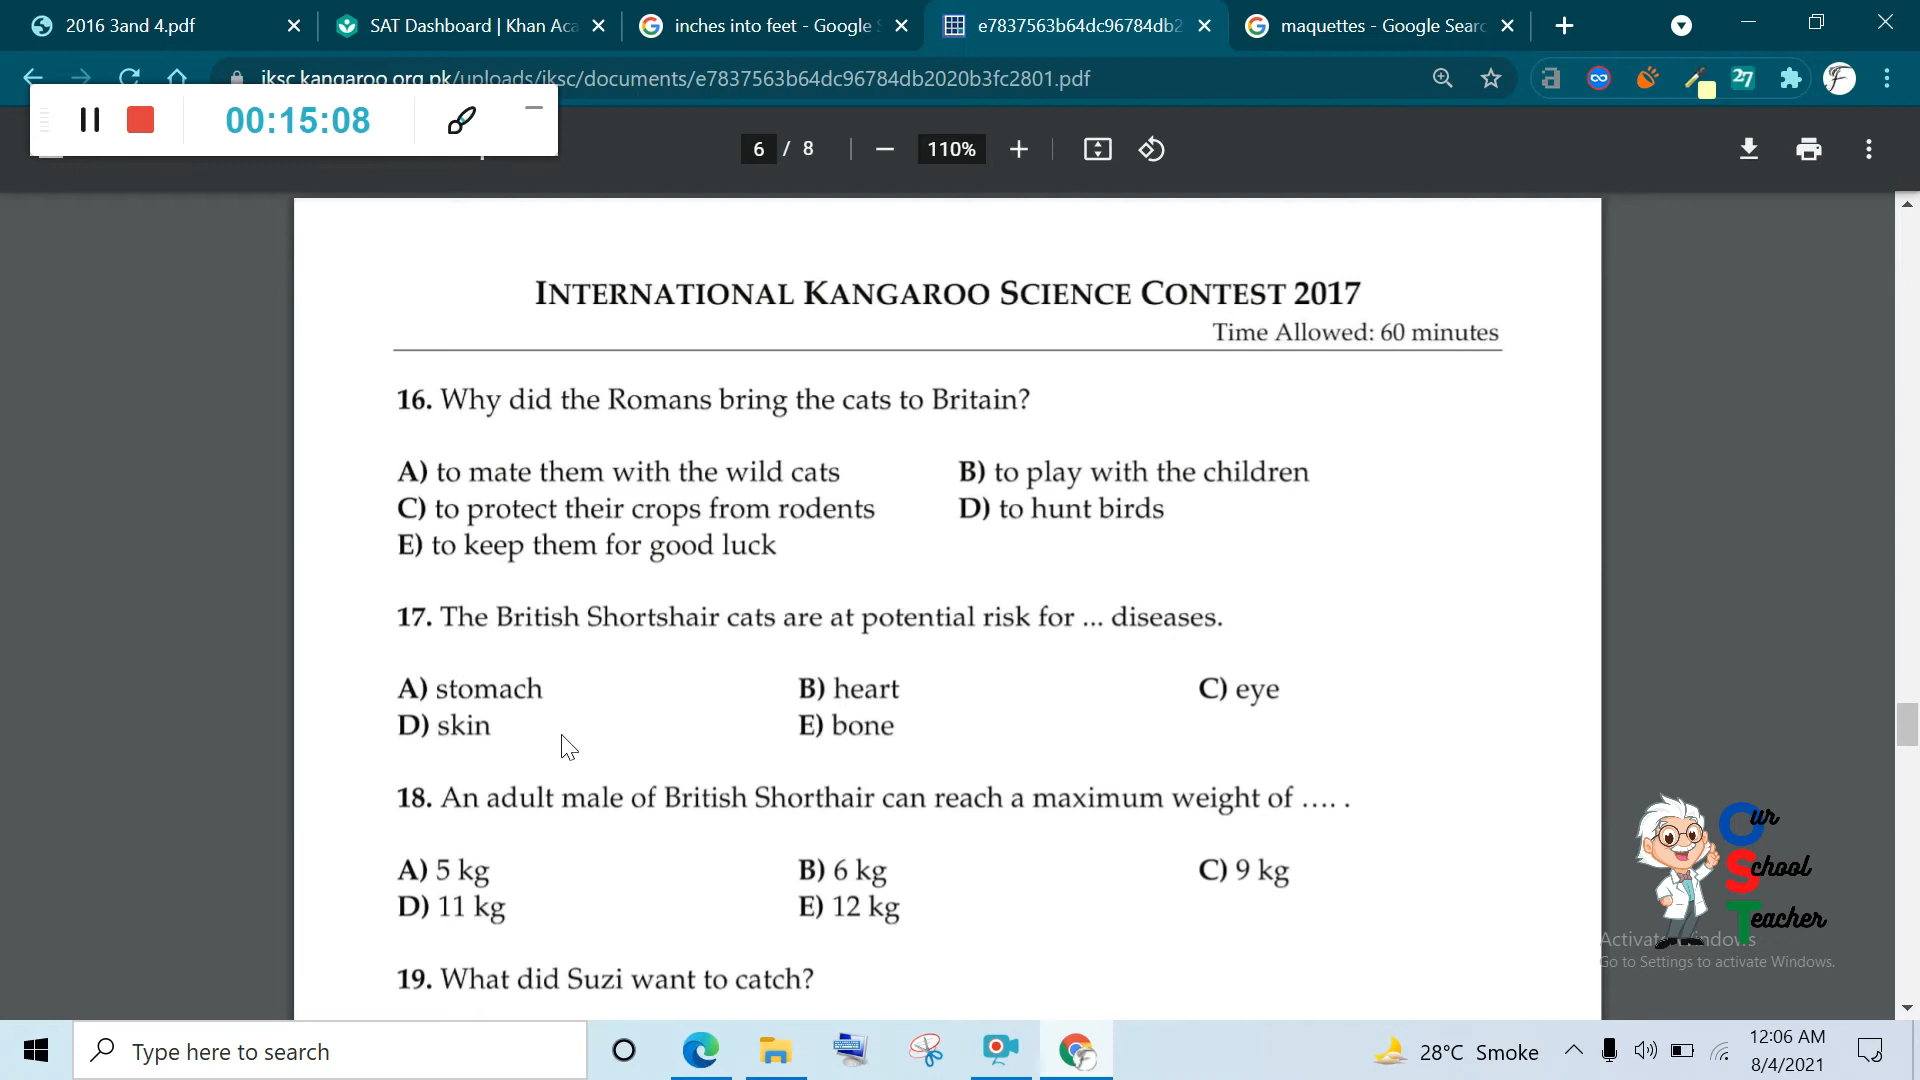 2016 3and 4.pdf
SAT Dashboard | Khan Aca
inches into feet - Google S
e7837563b64dc96784db2
maquettes - Google Searc
iksc.kangaroo.org.pk/uploads/iksc/documents/e7837563b64dc96784db2020b3fc2801.pdf
27
00:15:08
6 / 8
110%
INTERNATIONAL KANGAROO SCIENCE CONTEST 2017
Time Allowed: 60 minutes
16. Why did the Romans bring the cats to Britain?
A) to mate them with the wild cats
B) to play with the children
C) to protect their crops from rodents
D) to hunt birds
E) to keep them for good luck
17. The British Shortshair cats are at potential risk for ... diseases.
A) stomach
B) heart
C) eye
D) skin
E) bone
18. An adult male of British Shorthair can reach a maximum weight of .... .
A) 5 kg
B) 6 kg
C) 9 kg
D) 11 kg
E) 12 kg
19. What did Suzi want to catch?
Our
School
Teacher
Activate Windows
Go to Settings to activate Windows.
Type here to search
28°C Smoke
12:06 AM
8/4/2021